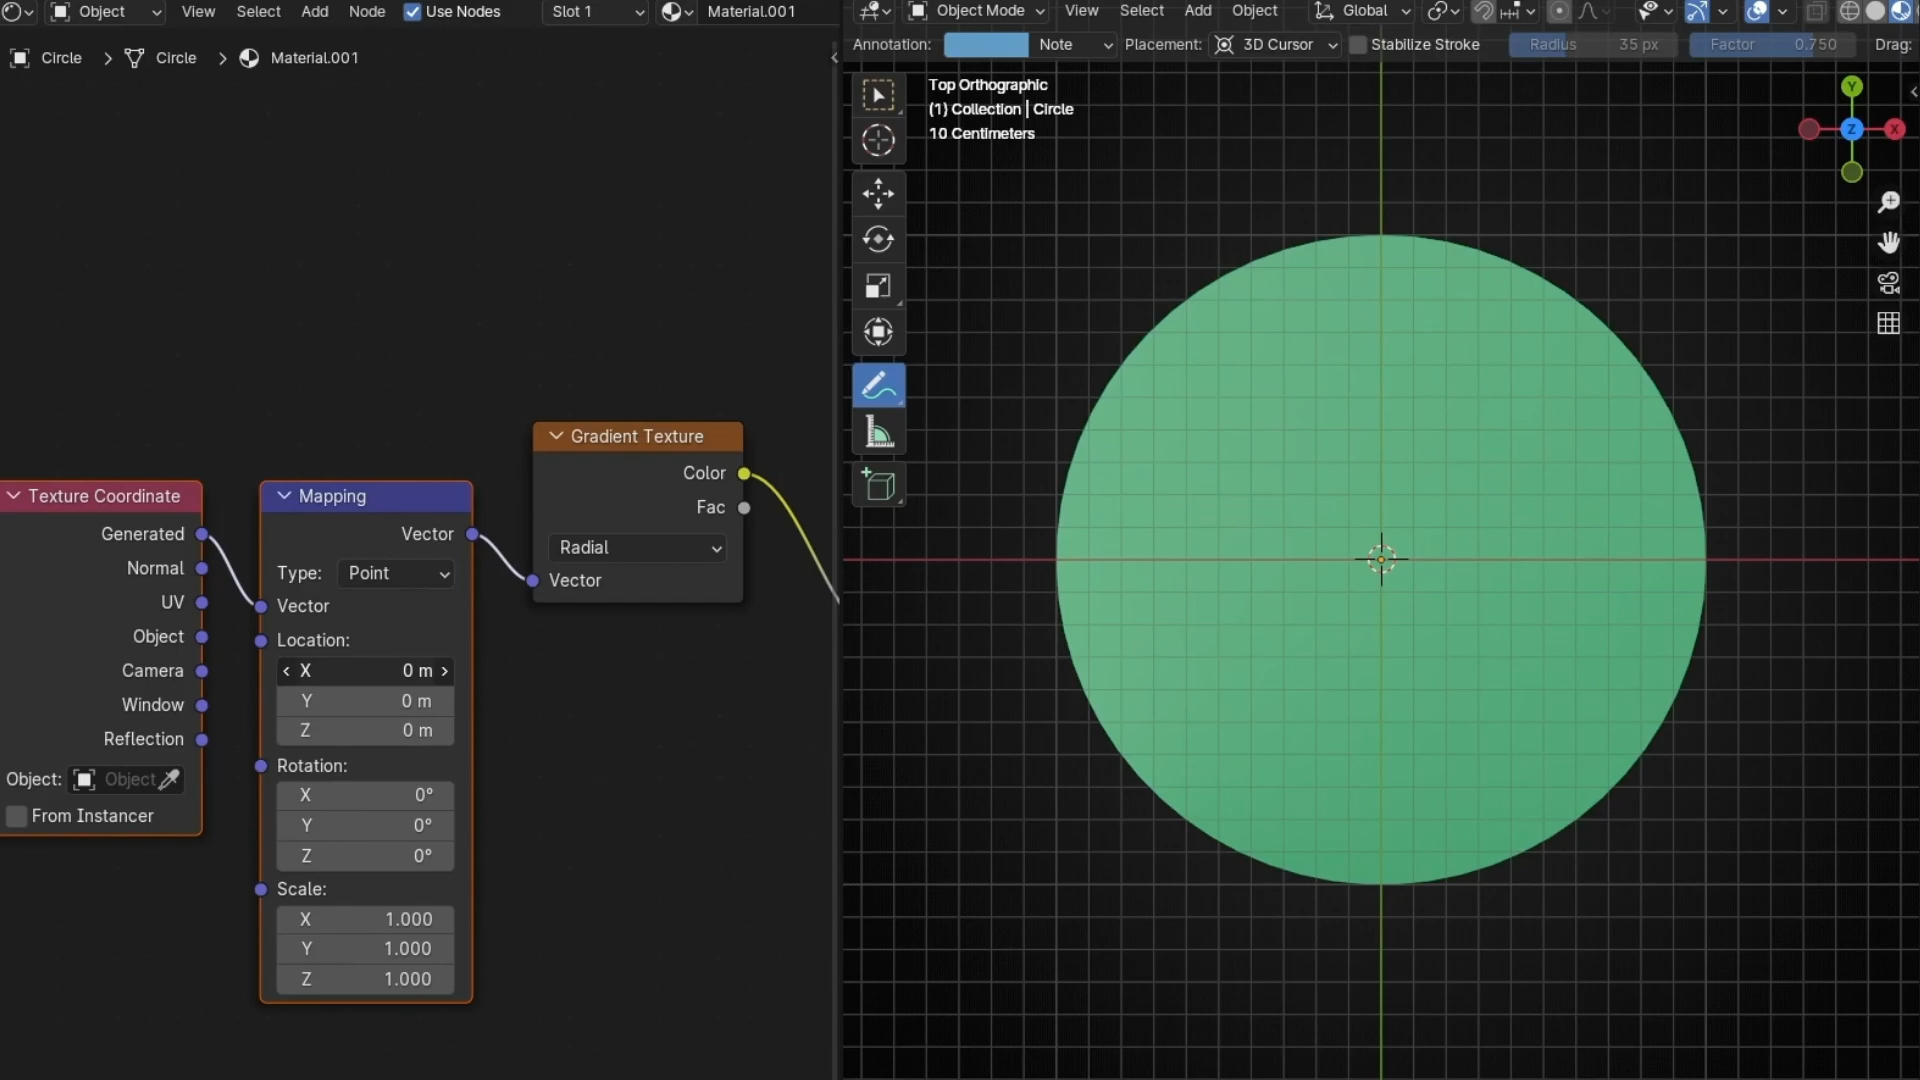 Object View Select Add Node Use Nodes Slot 1 Material.001
Object Mode View Select Add Object Global
Circle > Circle > Material.001
Annotation: Note Placement: 3D Cursor Stabilize Stroke Radius 35 px Factor 0.750 Drag:
Top Orthographic
(1) Collection | Circle
10 Centimeters
Y
Z
X
Gradient Texture
Color
Fac
Radial
Vector
Texture Coordinate
Generated
Normal
UV
Object
Camera
Window
Reflection
Object: Object
From Instancer
Mapping
Vector
Type: Point
Vector
Location:
X 0 m
Y 0 m
Z 0 m
Rotation:
X 0°
Y 0°
Z 0°
Scale:
X 1.000
Y 1.000
Z 1.000